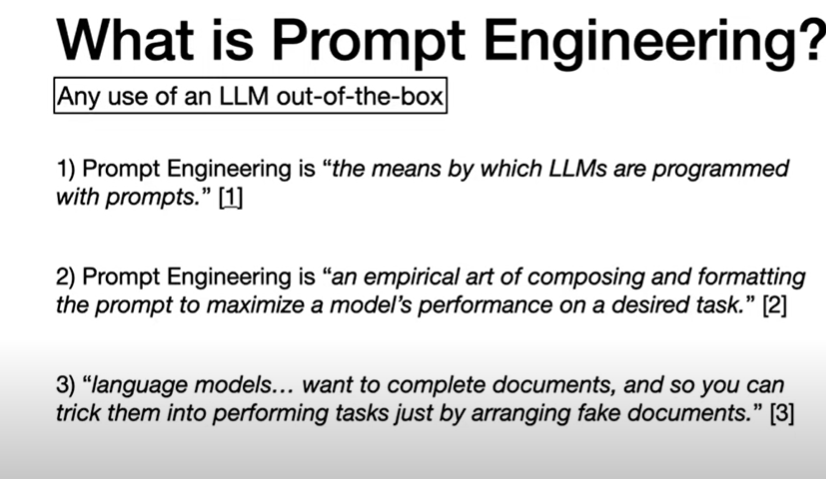 What is Prompt Engineering?
Any use of an LLM out-of-the-box
1) Prompt Engineering is “the means by which LLMs are programmed
with prompts.” [1]
2) Prompt Engineering is “an empirical art of composing and formatting
the prompt to maximize a model’s performance on a desired task.” [2]
3) “language models… want to complete documents, and so you can
trick them into performing tasks just by arranging fake documents.” [3]